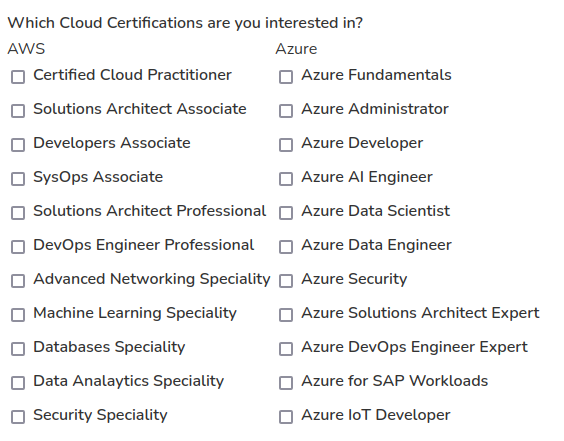 Which Cloud Certifications are you interested in?
AWS
Certified Cloud Practitioner
Solutions Architect Associate
Developers Associate
SysOps Associate
Solutions Architect Professional
DevOps Engineer Professional
Advanced Networking Speciality
Machine Learning Speciality
Databases Speciality
Data Analaytics Speciality
Security Speciality
Azure
Azure Fundamentals
Azure Administrator
Azure Developer
Azure AI Engineer
Azure Data Scientist
Azure Data Engineer
Azure Security
Azure Solutions Architect Expert
Azure DevOps Engineer Expert
Azure for SAP Workloads
Azure IoT Developer